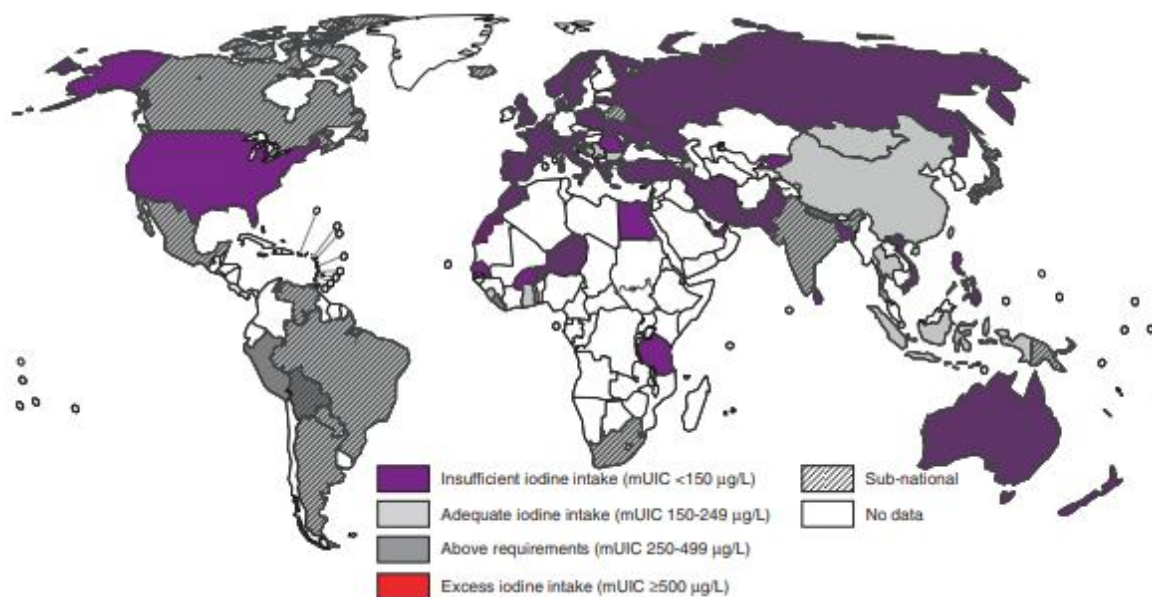 Insufficient iodine intake (mUIC <150 µg/L)
Adequate iodine intake (mUIC 150-249 µg/L)
Above requirements (mUIC 250-499 µg/L)
Excess iodine intake (mUIC ≥500 µg/L)
Sub-national
No data